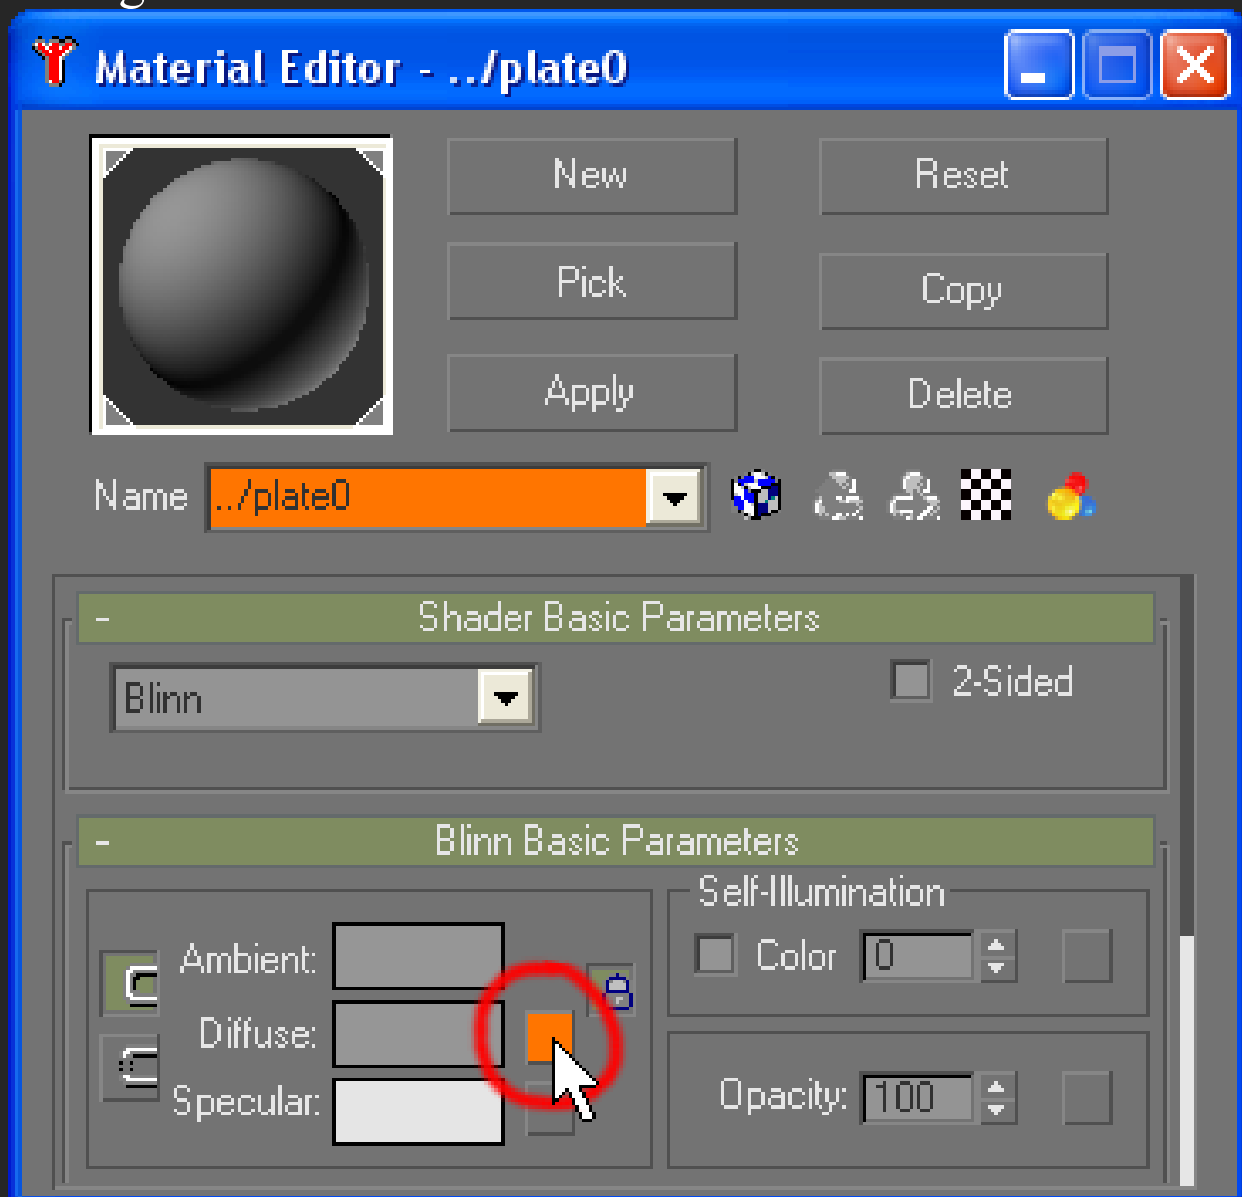 Material Editor - ../plate0
New
Reset
Pick
Copy
Apply
Delete
Name ../plate0
- Shader Basic Parameters
Blinn
2-Sided
- Blinn Basic Parameters
Self-Illumination
Ambient:
Color 0
Diffuse:
Specular:
Opacity: 100